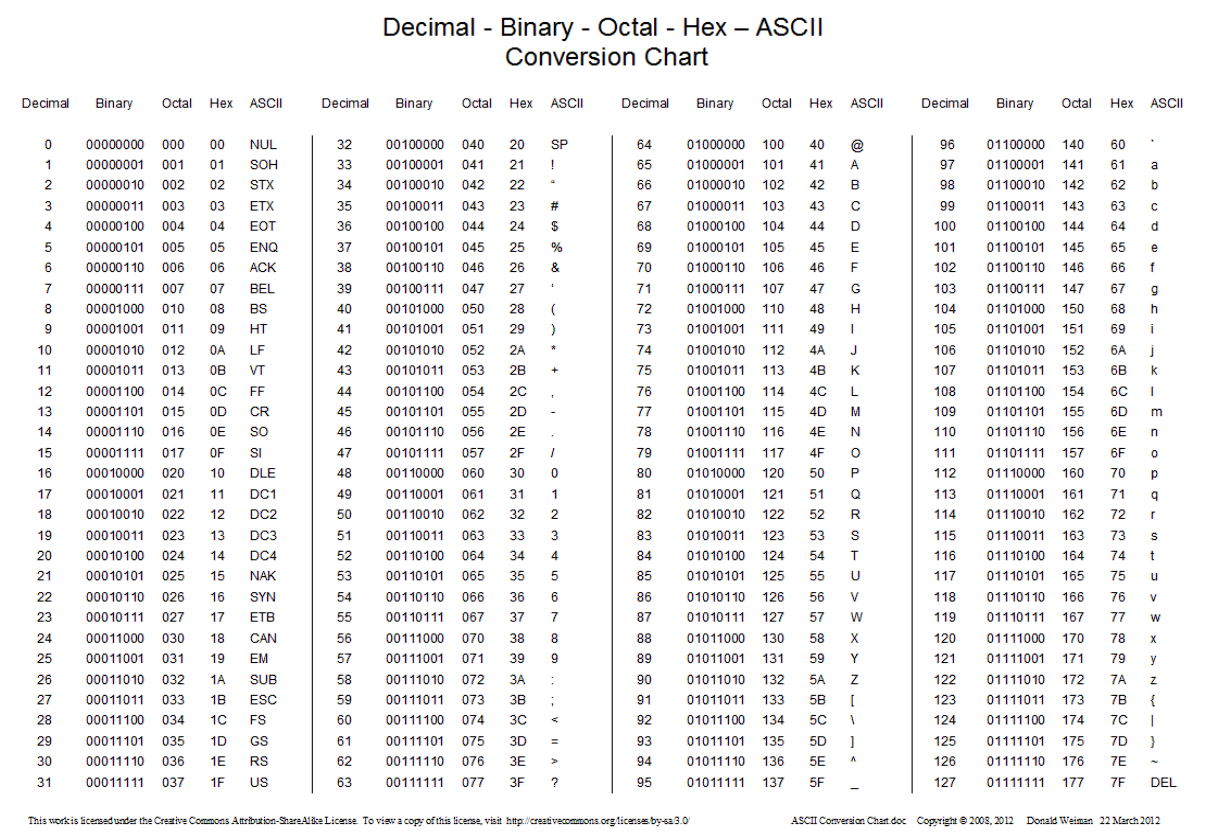 Decimal - Binary - Octal - Hex – ASCII
Conversion Chart
Decimal Binary Octal Hex ASCII Decimal Binary Octal Hex ASCII Decimal Binary Octal Hex ASCII Decimal Binary Octal Hex ASCII
0 00000000 000 00 NUL 32 00100000 040 20 SP 64 01000000 100 40 @ 96 01100000 140 60 `
1 00000001 001 01 SOH 33 00100001 041 21 ! 65 01000001 101 41 A 97 01100001 141 61 a
2 00000010 002 02 STX 34 00100010 042 22 “ 66 01000010 102 42 B 98 01100010 142 62 b
3 00000011 003 03 ETX 35 00100011 043 23 # 67 01000011 103 43 C 99 01100011 143 63 c
4 00000100 004 04 EOT 36 00100100 044 24 $ 68 01000100 104 44 D 100 01100100 144 64 d
5 00000101 005 05 ENQ 37 00100101 045 25 % 69 01000101 105 45 E 101 01100101 145 65 e
6 00000110 006 06 ACK 38 00100110 046 26 & 70 01000110 106 46 F 102 01100110 146 66 f
7 00000111 007 07 BEL 39 00100111 047 27 ‘ 71 01000111 107 47 G 103 01100111 147 67 g
8 00001000 010 08 BS 40 00101000 050 28 ( 72 01001000 110 48 H 104 01101000 150 68 h
9 00001001 011 09 HT 41 00101001 051 29 ) 73 01001001 111 49 I 105 01101001 151 69 i
10 00001010 012 0A LF 42 00101010 052 2A * 74 01001010 112 4A J 106 01101010 152 6A j
11 00001011 013 0B VT 43 00101011 053 2B + 75 01001011 113 4B K 107 01101011 153 6B k
12 00001100 014 0C FF 44 00101100 054 2C , 76 01001100 114 4C L 108 01101100 154 6C l
13 00001101 015 0D CR 45 00101101 055 2D - 77 01001101 115 4D M 109 01101101 155 6D m
14 00001110 016 0E SO 46 00101110 056 2E . 78 01001110 116 4E N 110 01101110 156 6E n
15 00001111 017 0F SI 47 00101111 057 2F / 79 01001111 117 4F O 111 01101111 157 6F o
16 00010000 020 10 DLE 48 00110000 060 30 0 80 01010000 120 50 P 112 01110000 160 70 p
17 00010001 021 11 DC1 49 00110001 061 31 1 81 01010001 121 51 Q 113 01110001 161 71 q
18 00010010 022 12 DC2 50 00110010 062 32 2 82 01010010 122 52 R 114 01110010 162 72 r
19 00010011 023 13 DC3 51 00110011 063 33 3 83 01010011 123 53 S 115 01110011 163 73 s
20 00010100 024 14 DC4 52 00110100 064 34 4 84 01010100 124 54 T 116 01110100 164 74 t
21 00010101 025 15 NAK 53 00110101 065 35 5 85 01010101 125 55 U 117 01110101 165 75 u
22 00010110 026 16 SYN 54 00110110 066 36 6 86 01010110 126 56 V 118 01110110 166 76 v
23 00010111 027 17 ETB 55 00110111 067 37 7 87 01010111 127 57 W 119 01110111 167 77 w
24 00011000 030 18 CAN 56 00111000 070 38 8 88 01011000 130 58 X 120 01111000 170 78 x
25 00011001 031 19 EM 57 00111001 071 39 9 89 01011001 131 59 Y 121 01111001 171 79 y
26 00011010 032 1A SUB 58 00111010 072 3A : 90 01011010 132 5A Z 122 01111010 172 7A z
27 00011011 033 1B ESC 59 00111011 073 3B ; 91 01011011 133 5B [ 123 01111011 173 7B {
28 00011100 034 1C FS 60 00111100 074 3C < 92 01011100 134 5C \ 124 01111100 174 7C |
29 00011101 035 1D GS 61 00111101 075 3D = 93 01011101 135 5D ] 125 01111101 175 7D }
30 00011110 036 1E RS 62 00111110 076 3E > 94 01011110 136 5E ^ 126 01111110 176 7E ~
31 00011111 037 1F US 63 00111111 077 3F ? 95 01011111 137 5F _ 127 01111111 177 7F DEL
This work is licensed under the Creative Commons Attribution-ShareAlike License. To view a copy of this license, visit http://creativecommons.org/licenses/by-sa/3.0/ ASCII Conversion Chart.doc Copyright © 2008, 2012 Donald Weiman 22 March 2012